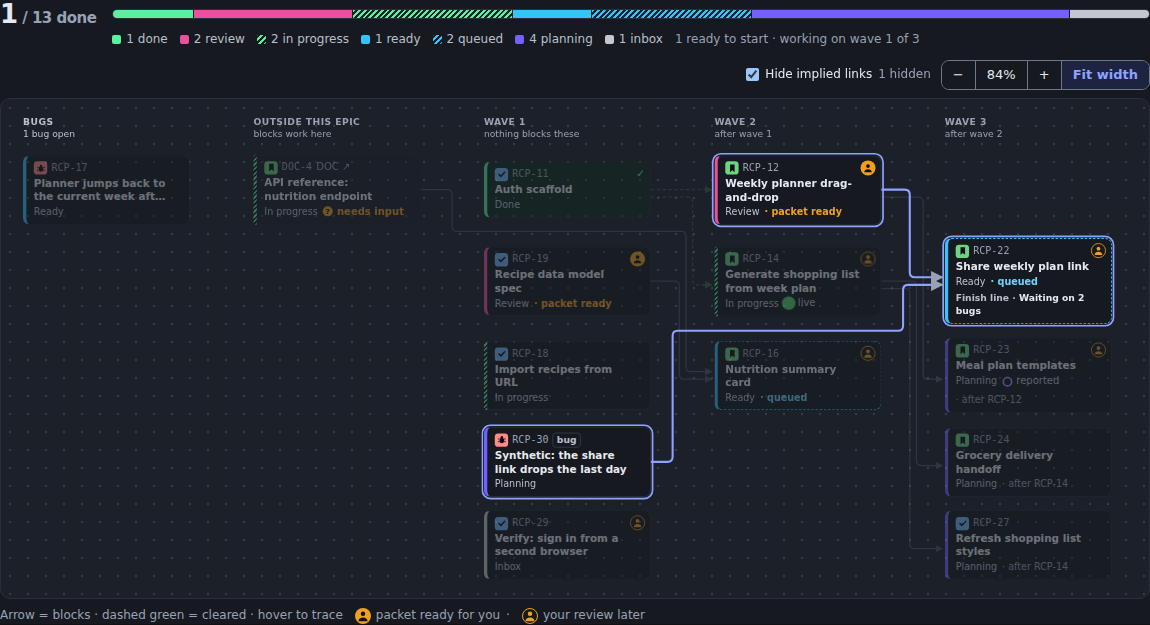 1 / 13 done
1 done 2 review 2 in progress 1 ready 2 queued 4 planning 1 inbox 1 ready to start · working on wave 1 of 3
Hide implied links 1 hidden − 84% + Fit width
BUGS
1 bug open
RCP-17
Planner jumps back to
the current week aft…
Ready
OUTSIDE THIS EPIC
blocks work here
DOC-4 DOC ↗
API reference:
nutrition endpoint
In progress ? needs input
WAVE 1
nothing blocks these
RCP-11 ✓
Auth scaffold
Done
RCP-19
Recipe data model
spec
Review · packet ready
RCP-18
Import recipes from
URL
In progress
RCP-30 bug
Synthetic: the share
link drops the last day
Planning
RCP-29
Verify: sign in from a
second browser
Inbox
WAVE 2
after wave 1
RCP-12
Weekly planner drag-
and-drop
Review · packet ready
RCP-14
Generate shopping list
from week plan
In progress live
RCP-16
Nutrition summary
card
Ready · queued
WAVE 3
after wave 2
RCP-22
Share weekly plan link
Ready · queued
Finish line · Waiting on 2
bugs
RCP-23
Meal plan templates
Planning reported
· after RCP-12
RCP-24
Grocery delivery
handoff
Planning · after RCP-14
RCP-27
Refresh shopping list
styles
Planning · after RCP-14
Arrow = blocks · dashed green = cleared · hover to trace packet ready for you · your review later